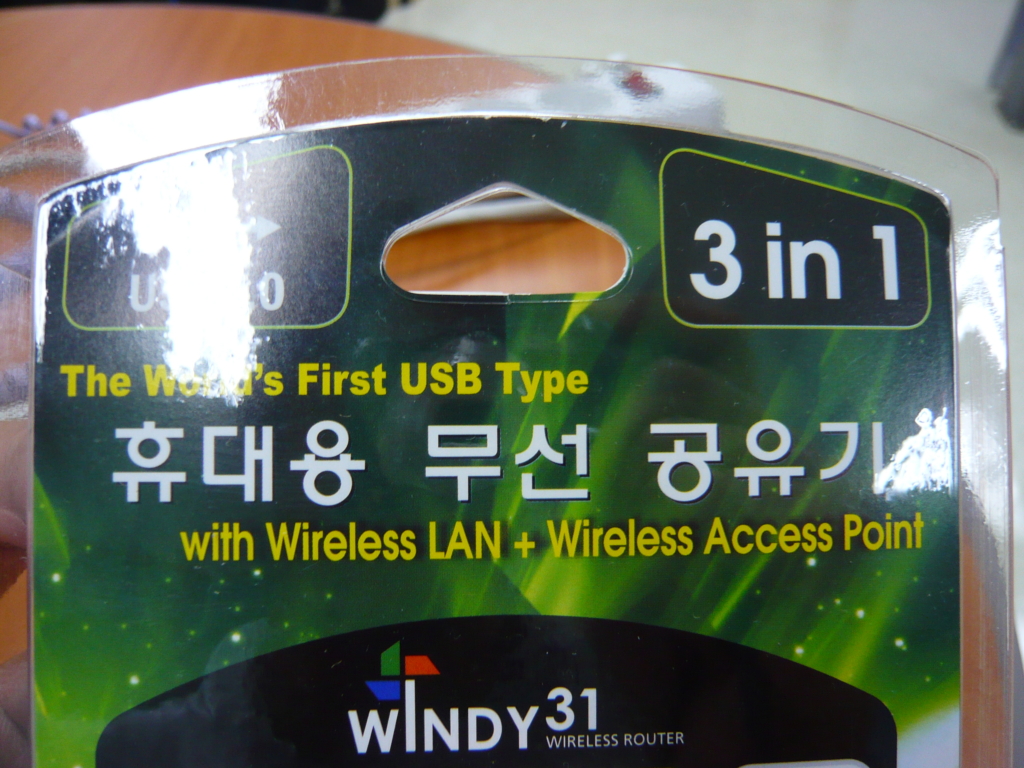 3 in 1
The World's First USB Type
휴대용 무선 공유기
with Wireless LAN + Wireless Access Point
WINDY31
WIRELESS ROUTER